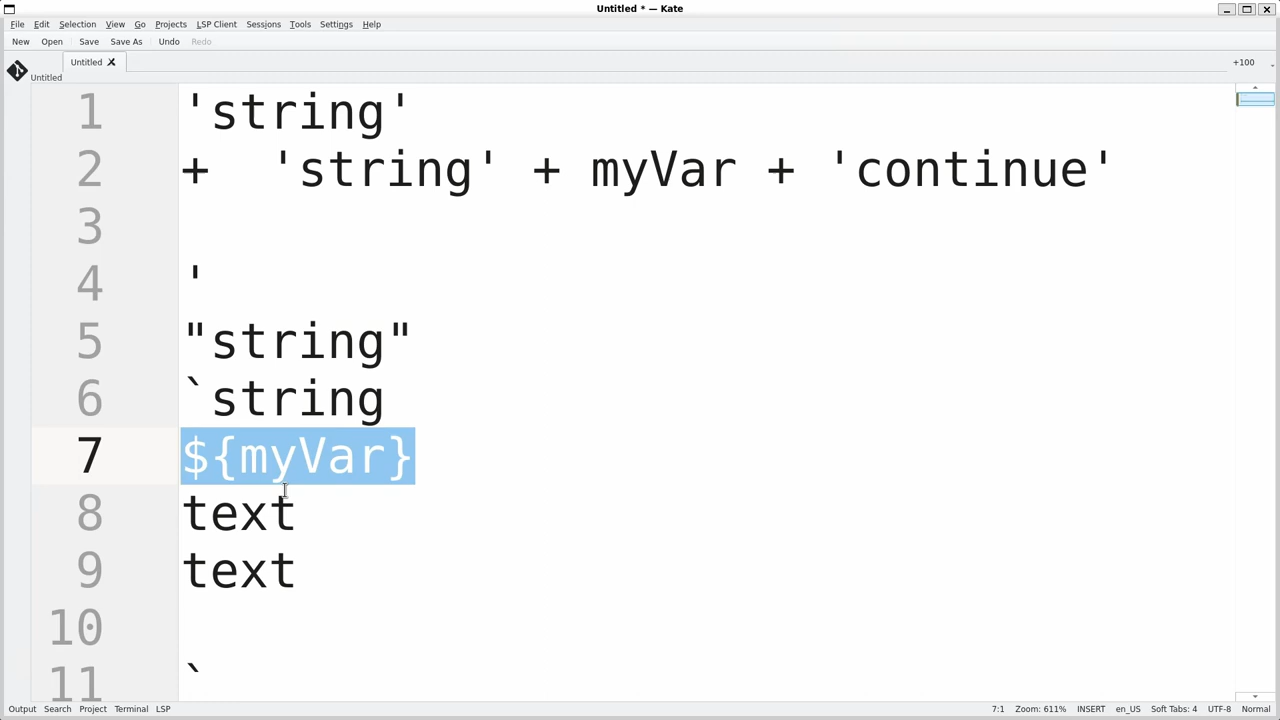 Untitled * — Kate
File Edit Selection View Go Projects LSP Client Sessions Tools Settings Help
New Open Save Save As Undo Redo
Untitled +100
Untitled
1 'string'
2 +  'string' + myVar + 'continue'
3
4 '
5 "string"
6 `string
7 ${myVar}
8 text
9 text
10
11 `
Output Search Project Terminal LSP 7:1 Zoom: 611% INSERT en_US Soft Tabs: 4 UTF-8 Normal